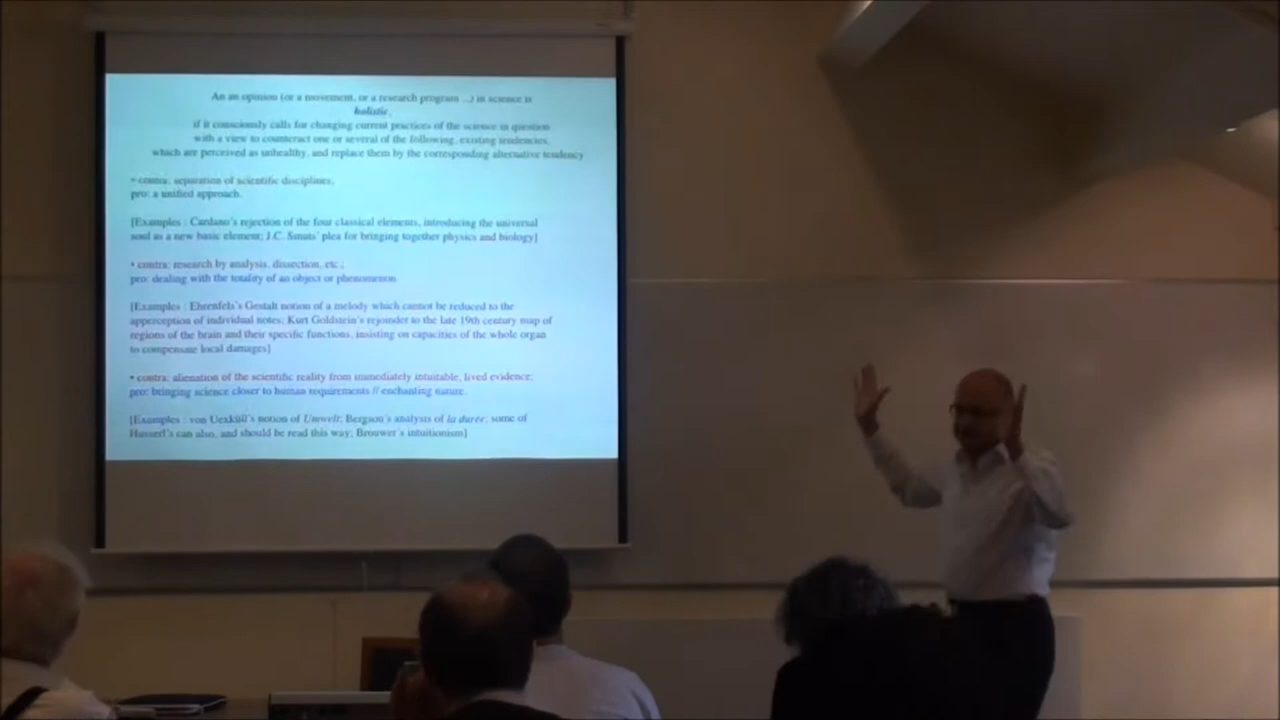 An an opinion (or a movement, or a research program ...) in science is
holistic,
if it consciously calls for changing current practices of the science in question
with a view to counteract one or several of the following, existing tendencies,
which are perceived as unhealthy, and replace them by the corresponding alternative tendency
• contra: separation of scientific disciplines;
pro: a unified approach.
[Examples : Cardano's rejection of the four classical elements, introducing the universal
soul as a new basic element; J.C. Smuts' plea for bringing together physics and biology]
• contra: research by analysis, dissection, etc.;
pro: dealing with the totality of an object or phenomenon.
[Examples : Ehrenfels's Gestalt notion of a melody which cannot be reduced to the
apperception of individual notes; Kurt Goldstein's rejoinder to the late 19th century map of
regions of the brain and their specific functions, insisting on capacities of the whole organ
to compensate local damages]
• contra: alienation of the scientific reality from immediately intuitable, lived evidence;
pro: bringing science closer to human requirements // enchanting nature.
[Examples : von Uexküll's notion of Umwelt; Bergson's analysis of la durée; some of
Husserl's can also, and should be read this way; Brouwer's intuitionism]